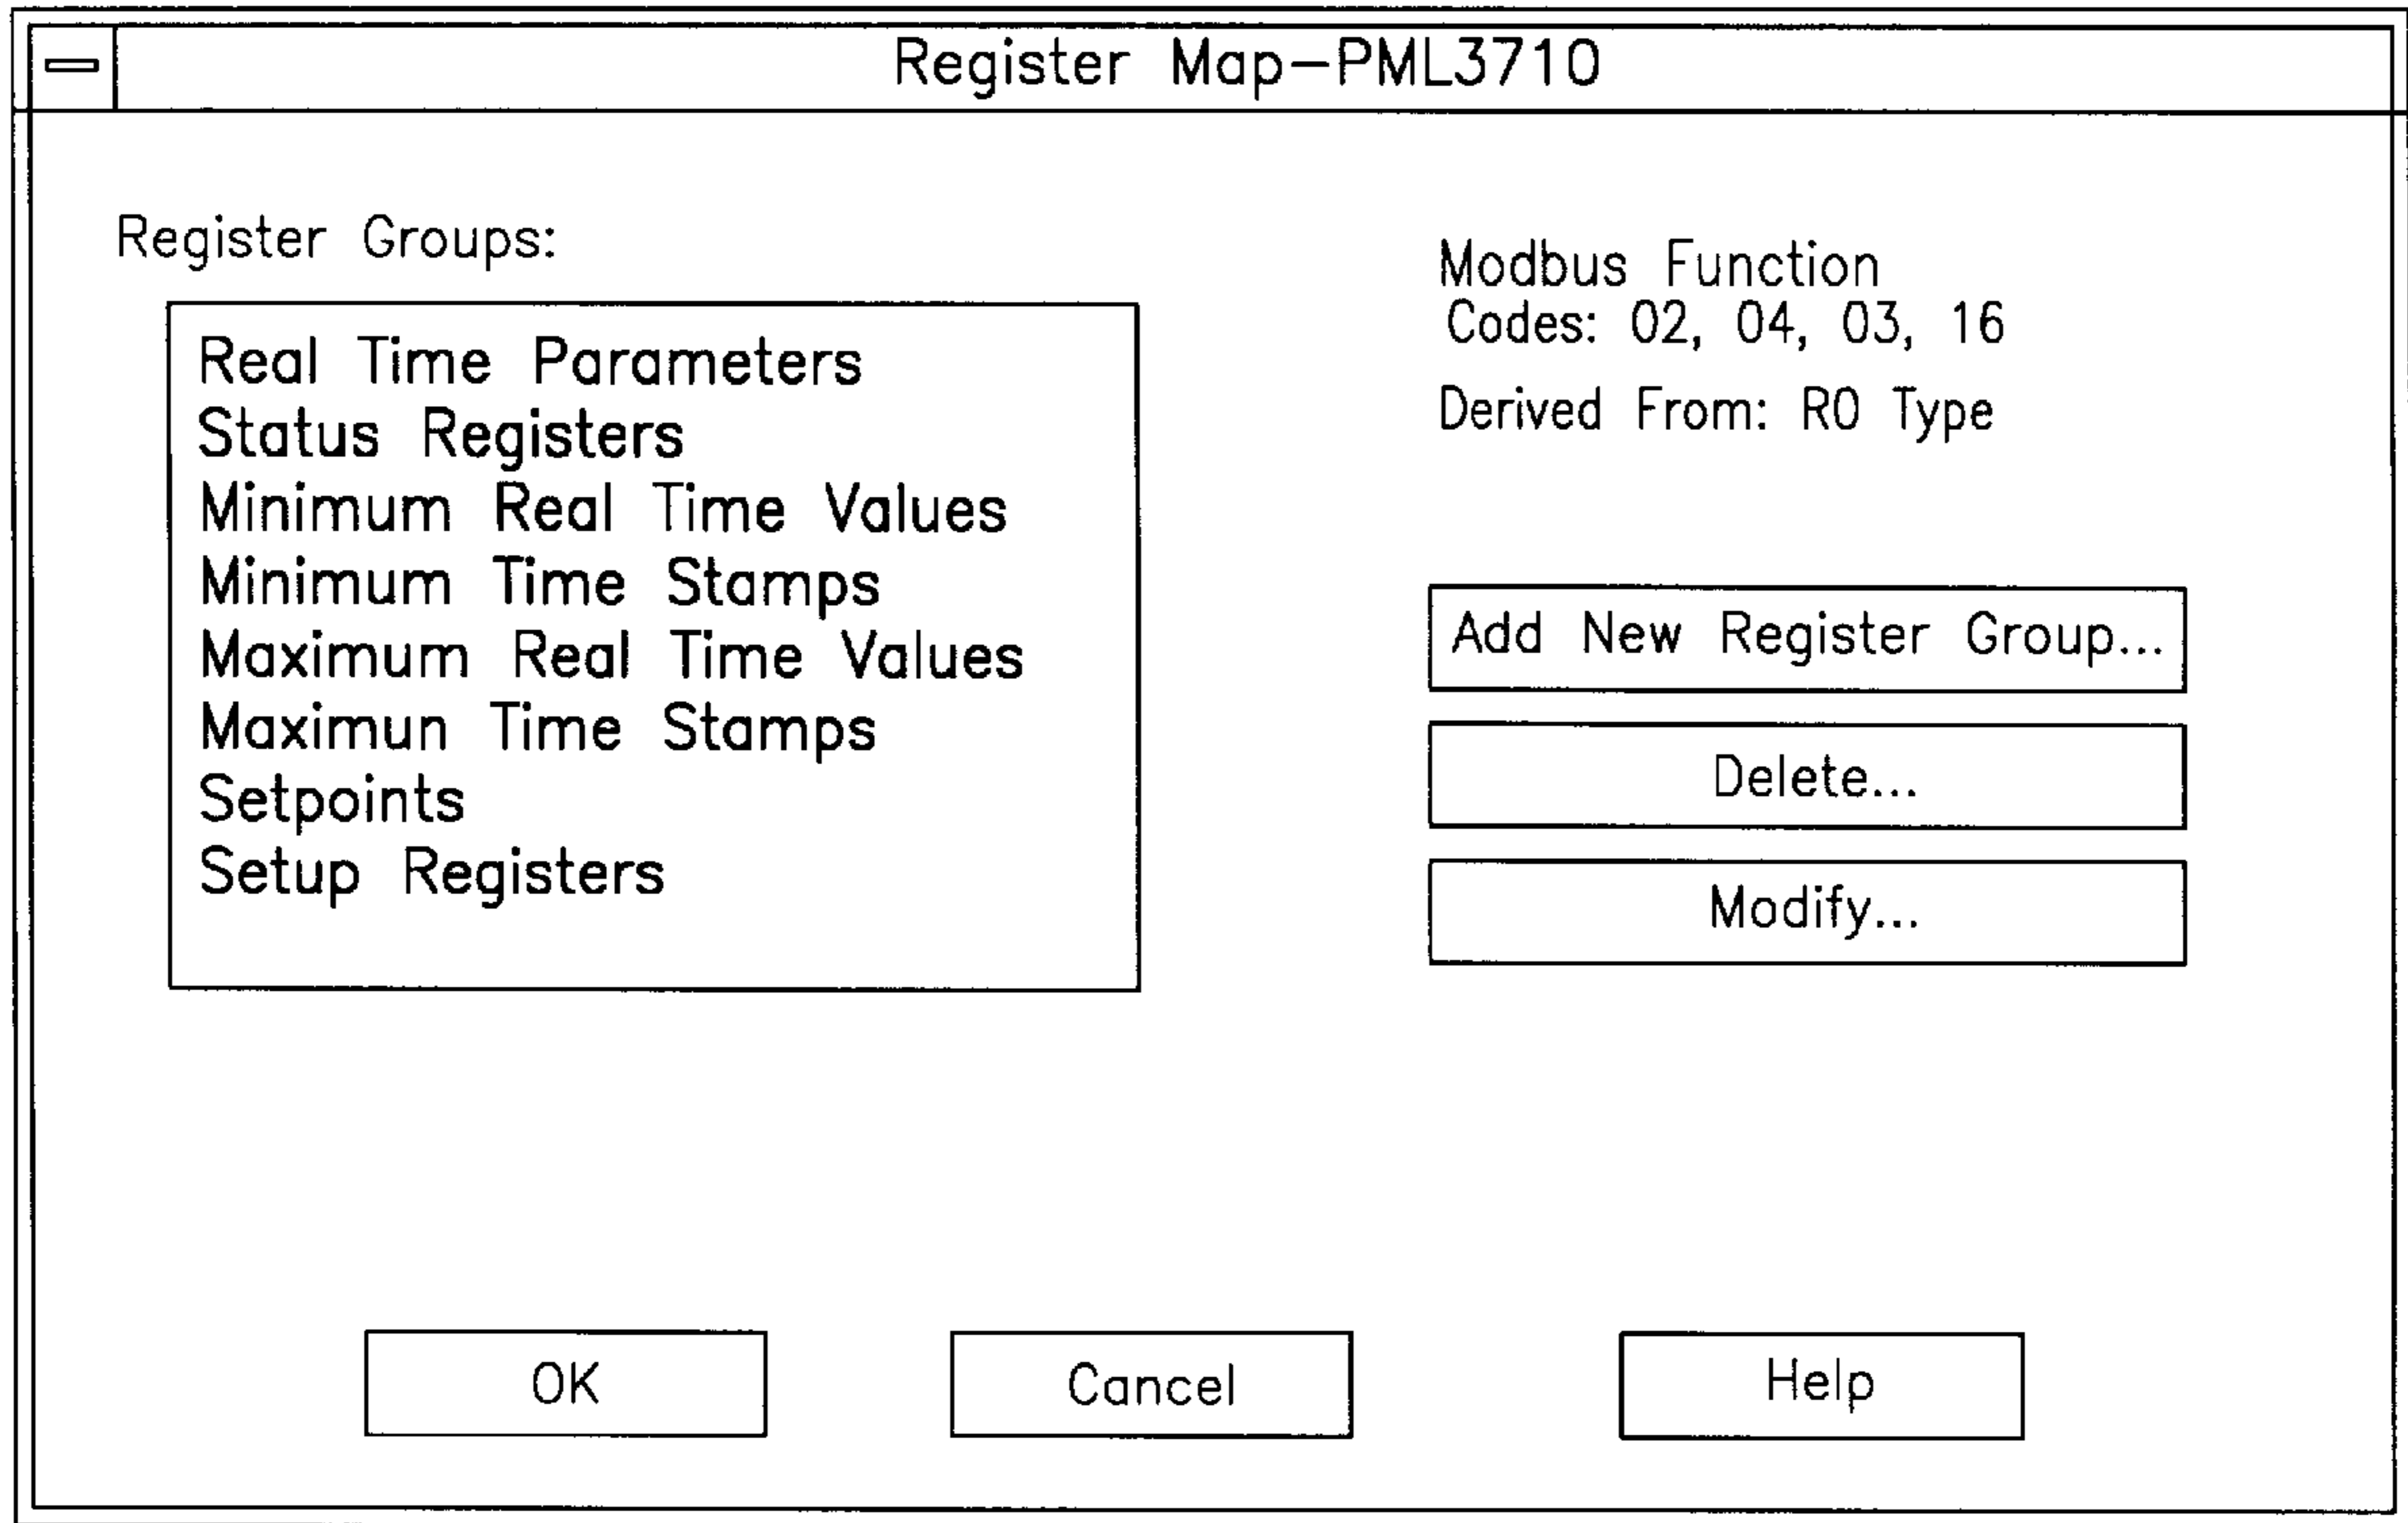 Register Map-PML3710
Register Groups:
Real Time Parameters
Status Registers
Minimum Real Time Values
Minimum Time Stamps
Maximum Real Time Values
Maximun Time Stamps
Setpoints
Setup Registers
Modbus Function
Codes: 02, 04, 03, 16
Derived From: R0 Type
Add New Register Group...
Delete...
Modify...
OK
Cancel
Help